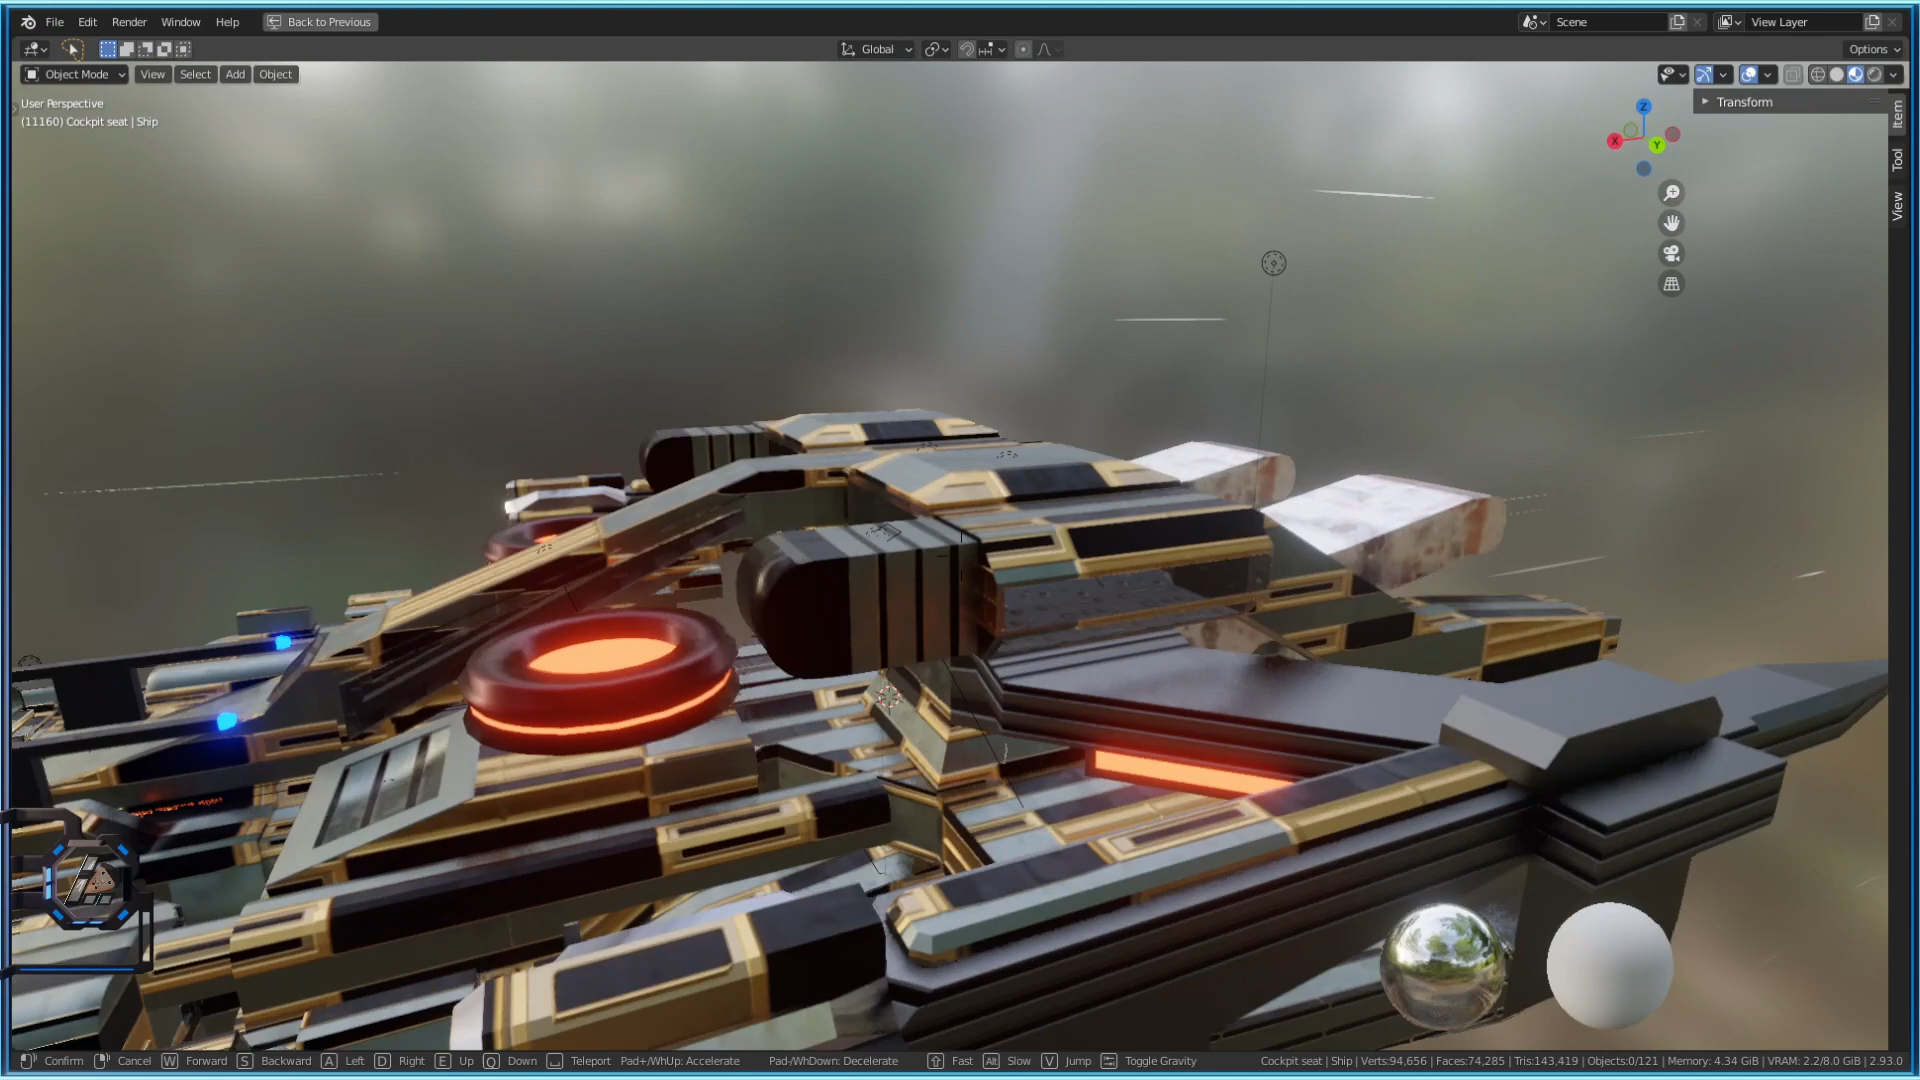 File Edit Render Window Help Back to Previous Scene View Layer
Global Options
Object Mode View Select Add Object
User Perspective
(11160) Cockpit seat | Ship
Transform
Item
Tool
View
Z
X
Y
Confirm Cancel W Forward S Backward A Left D Right E Up Q Down Teleport Pad+/WhUp: Accelerate Pad-/WhDown: Decelerate Fast Alt Slow V Jump Toggle Gravity Cockpit seat | Ship | Verts:94,656 | Faces:74,285 | Tris:143,419 | Objects:0/121 | Memory: 4.34 GiB | VRAM: 2.2/8.0 GiB | 2.93.0